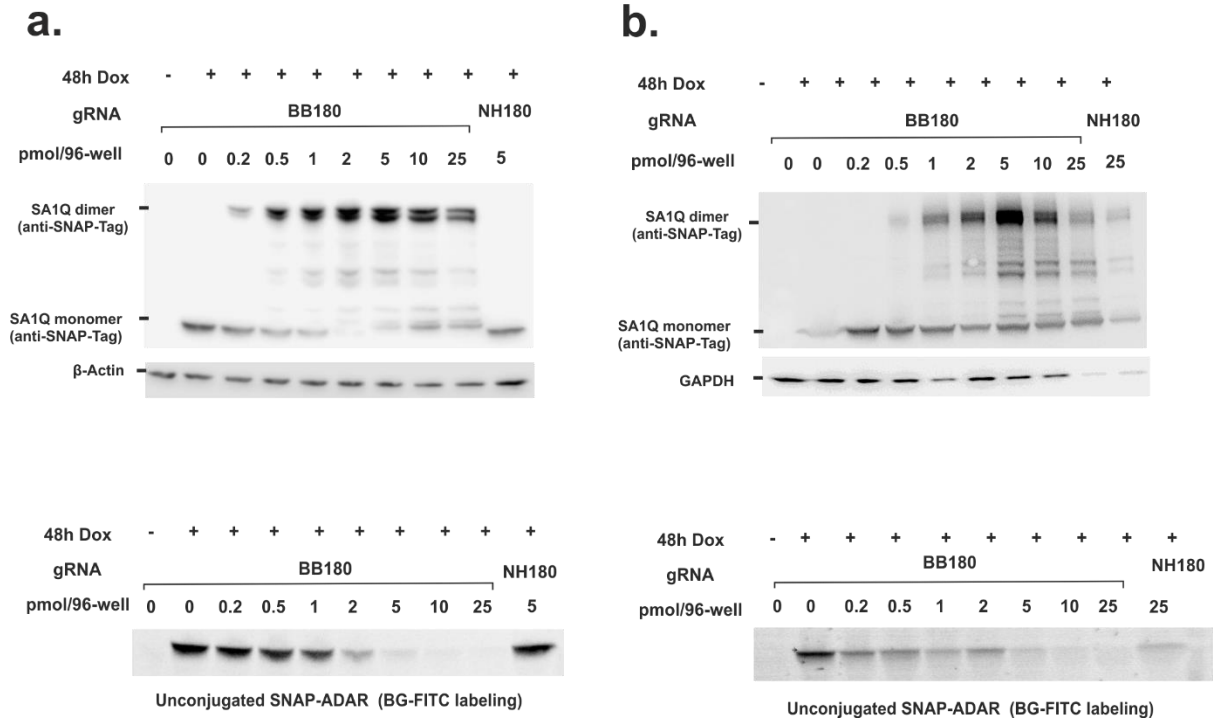 a.
48h Dox - + + + + + + + + +
gRNA BB180 NH180
pmol/96-well 0 0 0.2 0.5 1 2 5 10 25 5
SA1Q dimer
(anti-SNAP-Tag)
SA1Q monomer
(anti-SNAP-Tag)
β-Actin
48h Dox - + + + + + + + + +
gRNA BB180 NH180
pmol/96-well 0 0 0.2 0.5 1 2 5 10 25 5
Unconjugated SNAP-ADAR (BG-FITC labeling)
b.
48h Dox - + + + + + + + +
gRNA BB180 NH180
pmol/96-well 0 0 0.2 0.5 1 2 5 10 25 25
SA1Q dimer
(anti-SNAP-Tag)
SA1Q monomer
(anti-SNAP-Tag)
GAPDH
48h Dox - + + + + + + + + +
gRNA BB180 NH180
pmol/96-well 0 0 0.2 0.5 1 2 5 10 25 25
Unconjugated SNAP-ADAR (BG-FITC labeling)